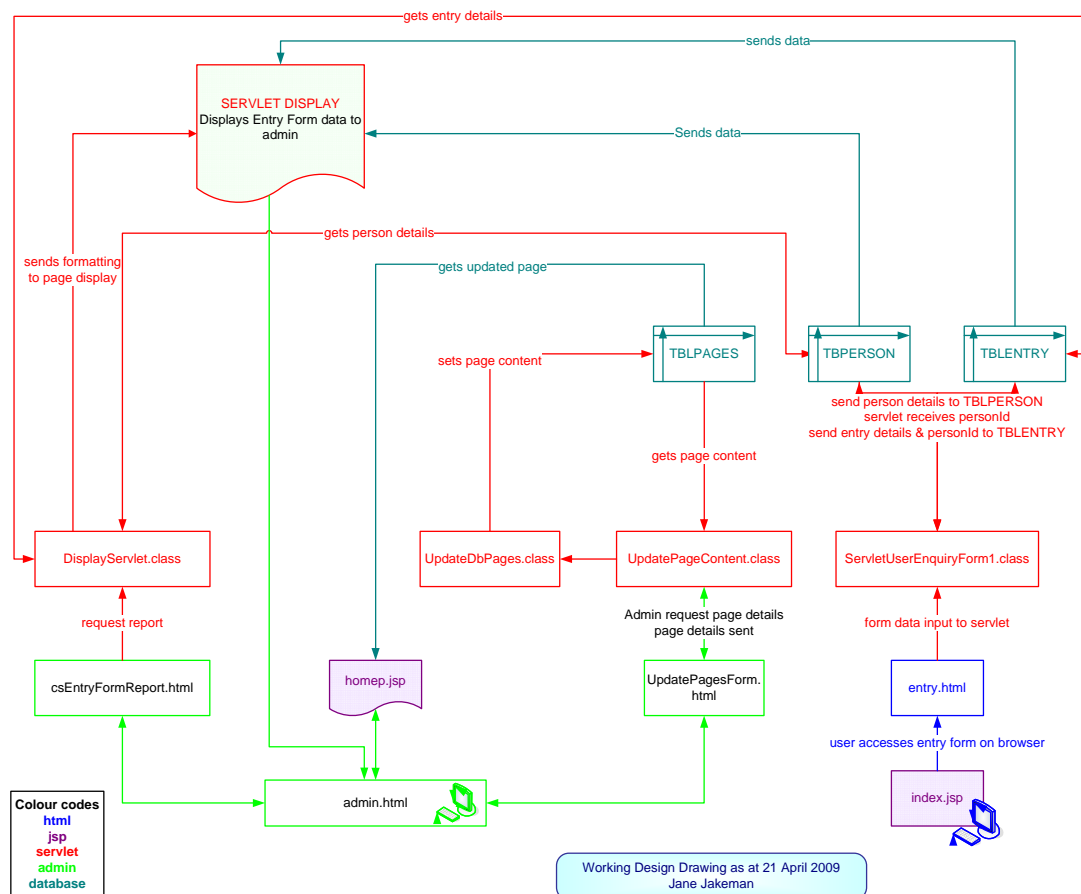 gets entry details
sends data
SERVLET DISPLAY
Displays Entry Form data to
admin
Sends data
gets person details
sends formatting
to page display
gets updated page
TBLPAGES
TBPERSON
TBLENTRY
sets page content
send person details to TBLPERSON
servlet receives personId
send entry details & personId to TBLENTRY
gets page content
DisplayServlet.class
UpdateDbPages.class
UpdatePageContent.class
ServletUserEnquiryForm1.class
request report
Admin request page details
page details sent
form data input to servlet
csEntryFormReport.html
homep.jsp
UpdatePagesForm.
html
entry.html
user accesses entry form on browser
admin.html
index.jsp
Colour codes
html
jsp
servlet
admin
database
Working Design Drawing as at 21 April 2009
Jane Jakeman